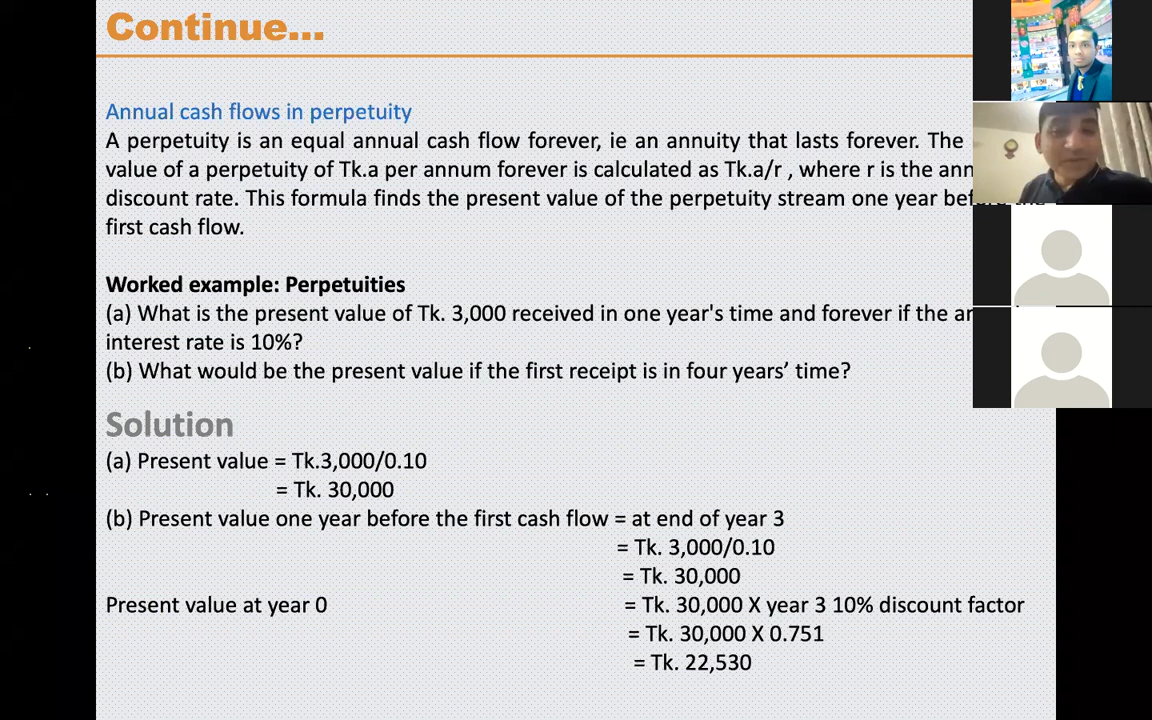 Continue...
Annual cash flows in perpetuity
A perpetuity is an equal annual cash flow forever, ie an annuity that lasts forever. The
value of a perpetuity of Tk.a per annum forever is calculated as Tk.a/r , where r is the
discount rate. This formula finds the present value of the perpetuity stream one year
first cash flow.
Worked example: Perpetuities
(a) What is the present value of Tk. 3,000 received in one year's time and forever if the
interest rate is 10%?
(b) What would be the present value if the first receipt is in four years’ time?
Solution
(a) Present value = Tk.3,000/0.10
= Tk. 30,000
(b) Present value one year before the first cash flow = at end of year 3
= Tk. 3,000/0.10
= Tk. 30,000
Present value at year 0 = Tk. 30,000 X year 3 10% discount factor
= Tk. 30,000 X 0.751
= Tk. 22,530